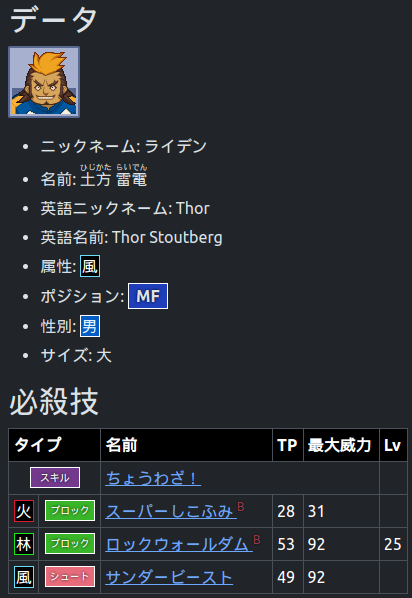 データ
ニックネーム: ライデン
ひじかた らいでん
名前: 土方 雷電
英語ニックネーム: Thor
英語名前: Thor Stoutberg
属性: 風
ポジション: MF
性別: 男
サイズ: 大
必殺技
タイプ 名前 TP 最大威力 Lv
スキル ちょうわざ！
火 ブロック スーパーしこふみ B 28 31
林 ブロック ロックウォールダム B 53 92 25
風 シュート サンダービースト 49 92